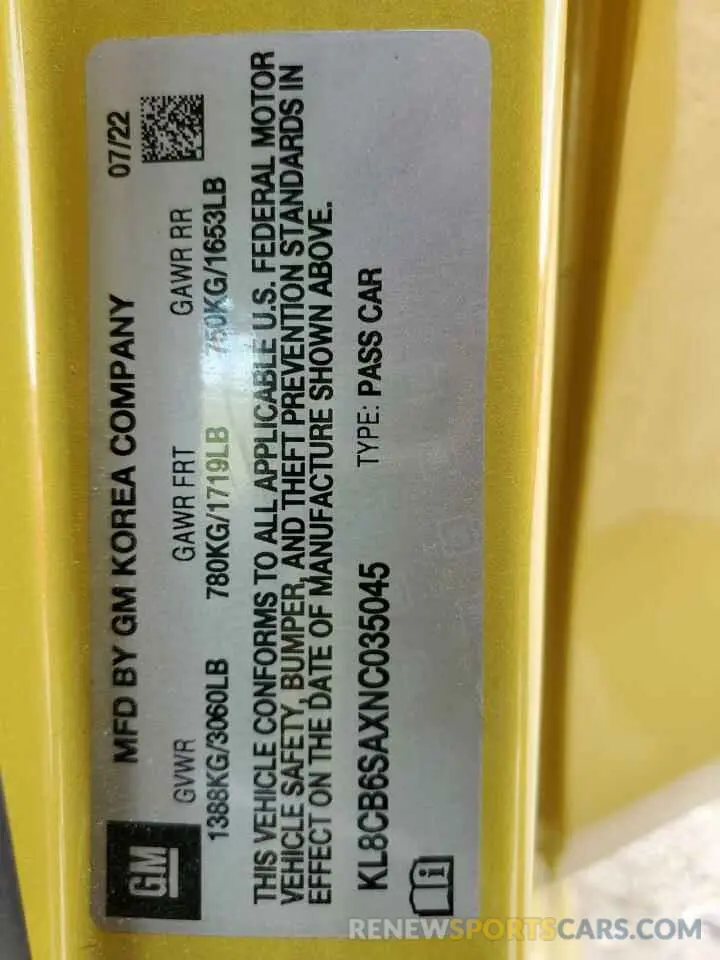 GM
MFD BY GM KOREA COMPANY 07/22
GVWR GAWR FRT GAWR RR
1388KG/3060LB 780KG/1719LB 750KG/1653LB
THIS VEHICLE CONFORMS TO ALL APPLICABLE U.S. FEDERAL MOTOR
VEHICLE SAFETY, BUMPER, AND THEFT PREVENTION STANDARDS IN
EFFECT ON THE DATE OF MANUFACTURE SHOWN ABOVE.
KL8CB6SAXNC035045 TYPE: PASS CAR
RENEWSPORTSCARS.COM